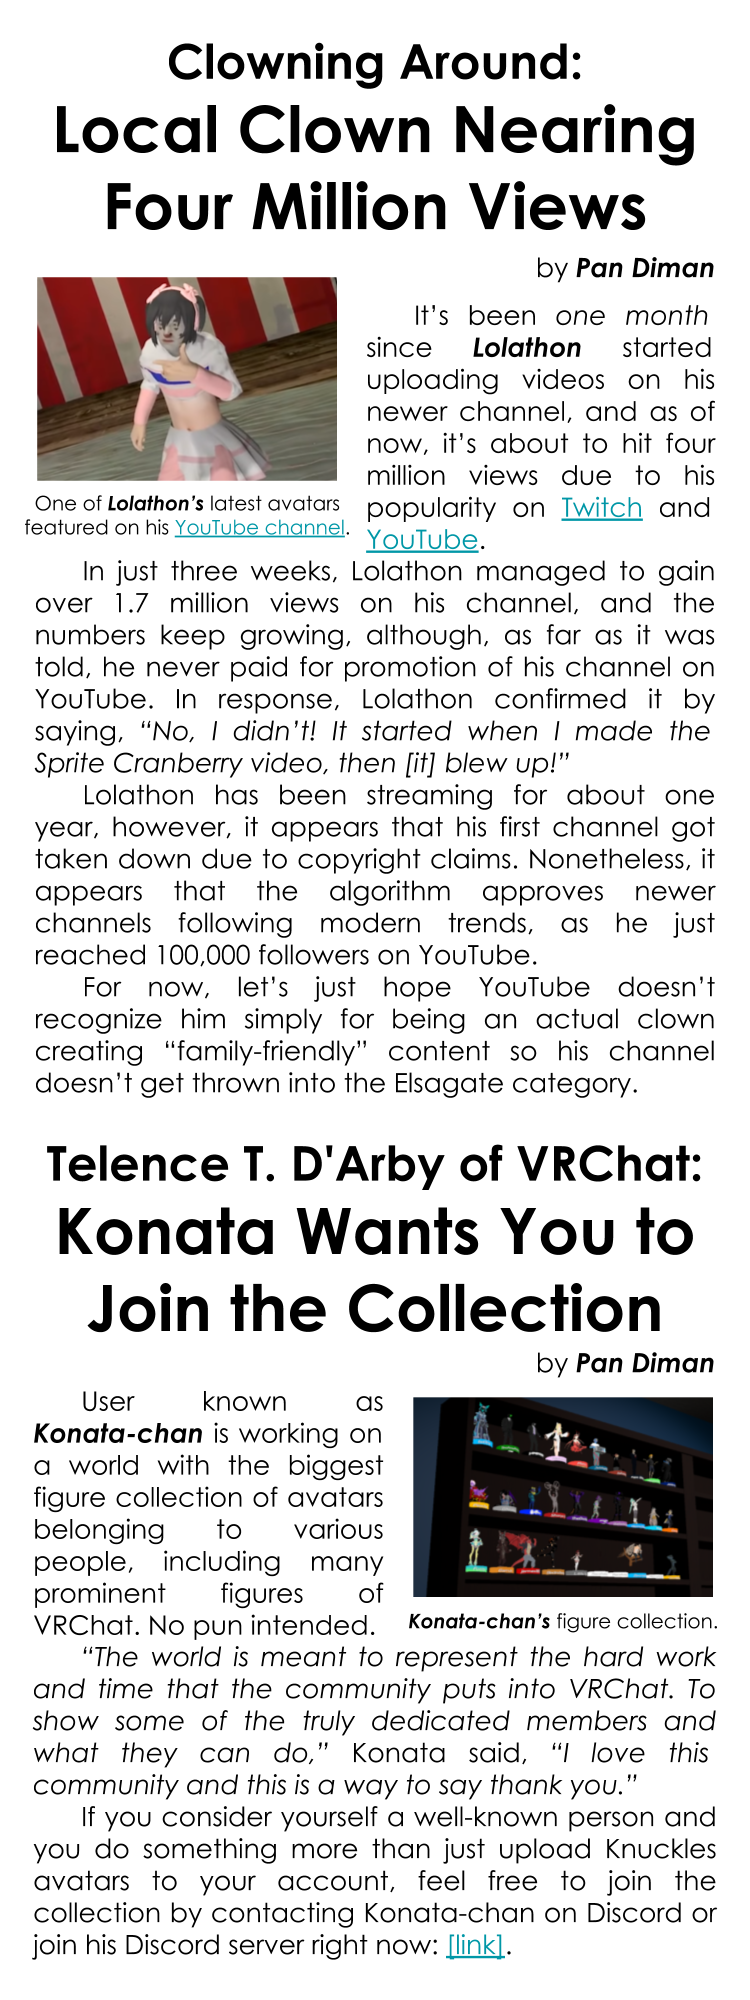 Clowning Around:
Local Clown Nearing
Four Million Views
by Pan Diman
One of Lolathon’s latest avatars
featured on his YouTube channel.
It’s been one month
since Lolathon started
uploading videos on his
newer channel, and as of
now, it’s about to hit four
million views due to his
popularity on Twitch and
YouTube.
In just three weeks, Lolathon managed to gain
over 1.7 million views on his channel, and the
numbers keep growing, although, as far as it was
told, he never paid for promotion of his channel on
YouTube. In response, Lolathon confirmed it by
saying, “No, I didn’t! It started when I made the
Sprite Cranberry video, then [it] blew up!”
Lolathon has been streaming for about one
year, however, it appears that his first channel got
taken down due to copyright claims. Nonetheless, it
appears that the algorithm approves newer
channels following modern trends, as he just
reached 100,000 followers on YouTube.
For now, let’s just hope YouTube doesn’t
recognize him simply for being an actual clown
creating “family-friendly” content so his channel
doesn’t get thrown into the Elsagate category.
Telence T. D'Arby of VRChat:
Konata Wants You to
Join the Collection
by Pan Diman
User known as
Konata-chan is working on
a world with the biggest
figure collection of avatars
belonging to various
people, including many
prominent figures of
VRChat. No pun intended.
Konata-chan’s figure collection.
“The world is meant to represent the hard work
and time that the community puts into VRChat. To
show some of the truly dedicated members and
what they can do,” Konata said, “I love this
community and this is a way to say thank you.”
If you consider yourself a well-known person and
you do something more than just upload Knuckles
avatars to your account, feel free to join the
collection by contacting Konata-chan on Discord or
join his Discord server right now: [link].